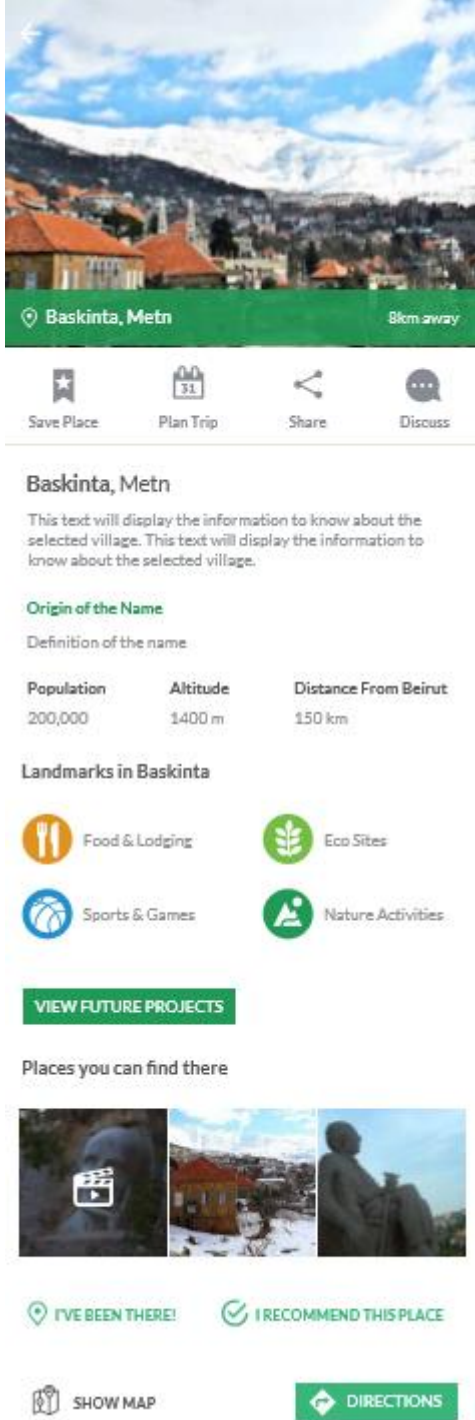 Baskinta, Metn 8km away
31
Save Place Plan Trip Share Discuss
Baskinta, Metn
This text will display the information to know about the
selected village. This text will display the information to
know about the selected village.
Origin of the Name
Definition of the name
Population Altitude Distance From Beirut
200,000 1400 m 150 km
Landmarks in Baskinta
Food & Lodging Eco Sites
Sports & Games Nature Activities
VIEW FUTURE PROJECTS
Places you can find there
I'VE BEEN THERE! I RECOMMEND THIS PLACE
SHOW MAP DIRECTIONS